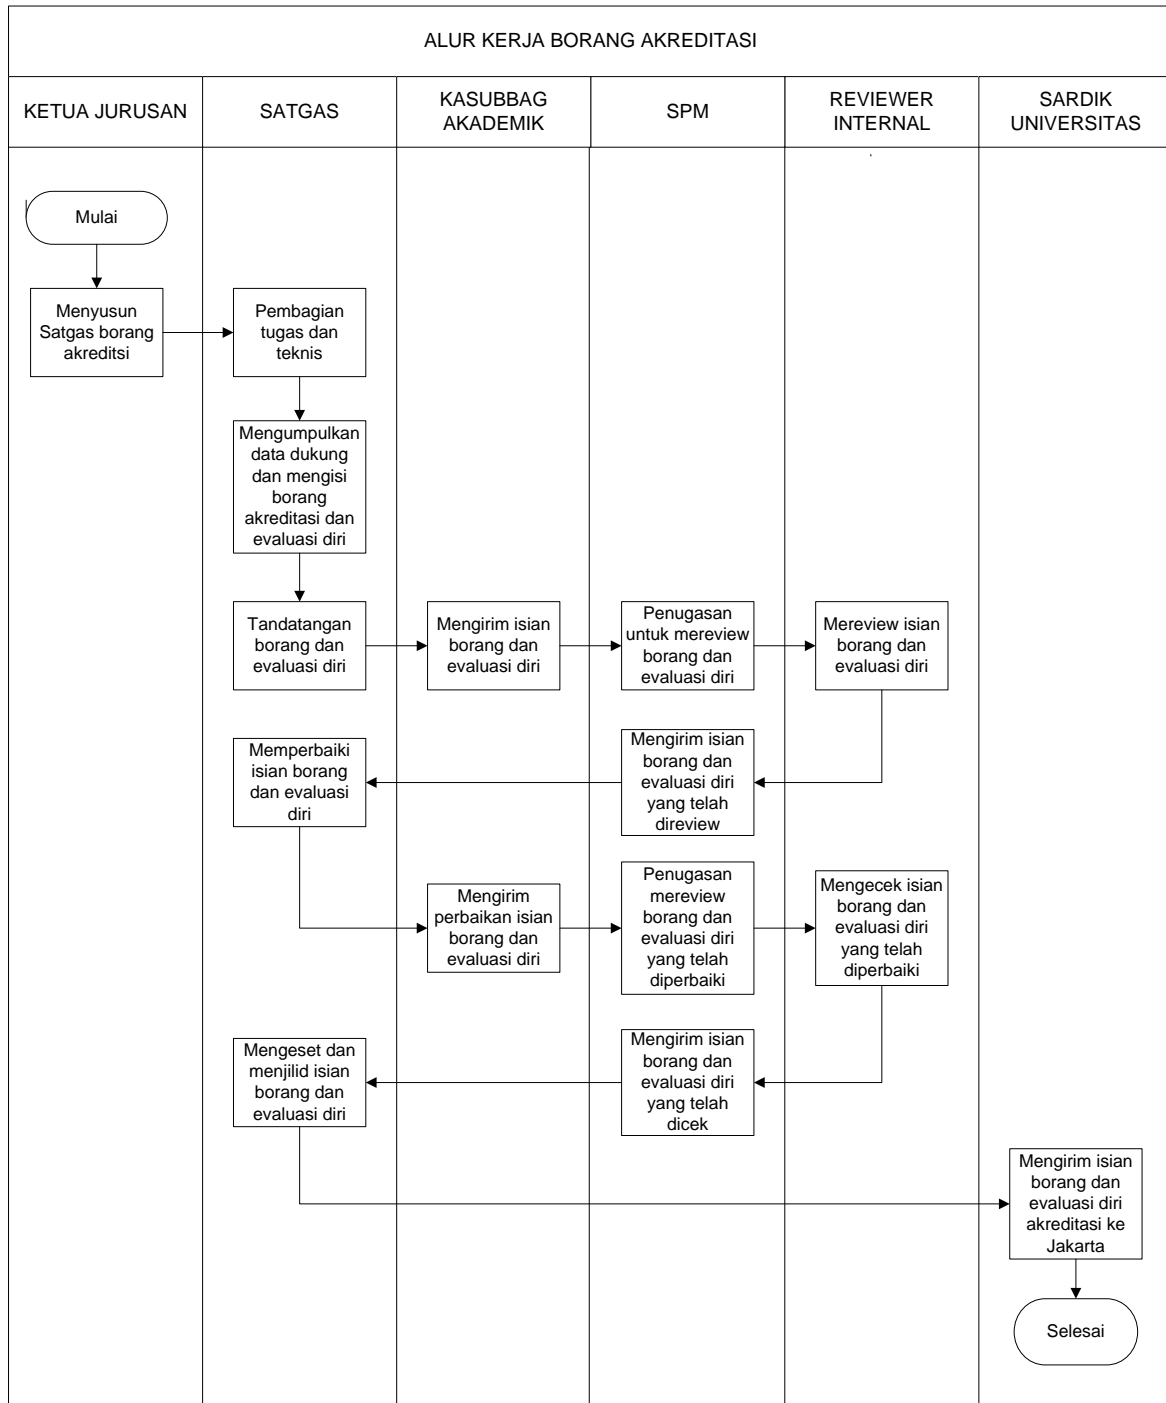 ALUR KERJA BORANG AKREDITASI
KETUA JURUSAN
SATGAS
KASUBBAG
AKADEMIK
SPM
REVIEWER
INTERNAL
SARDIK
UNIVERSITAS
Mulai
Menyusun
Satgas borang
akreditsi
Pembagian
tugas dan
teknis
Mengumpulkan
data dukung
dan mengisi
borang
akreditasi dan
evaluasi diri
Tandatangan
borang dan
evaluasi diri
Mengirim isian
borang dan
evaluasi diri
Penugasan
untuk mereview
borang dan
evaluasi diri
Mereview isian
borang dan
evaluasi diri
Mengirim isian
borang dan
evaluasi diri
yang telah
direview
Memperbaiki
isian borang
dan evaluasi
diri
Mengirim
perbaikan isian
borang dan
evaluasi diri
Penugasan
mereview
borang dan
evaluasi diri
yang telah
diperbaiki
Mengecek isian
borang dan
evaluasi diri
yang telah
diperbaiki
Mengirim isian
borang dan
evaluasi diri
yang telah
dicek
Mengeset dan
menjilid isian
borang dan
evaluasi diri
Mengirim isian
borang dan
evaluasi diri
akreditasi ke
Jakarta
Selesai